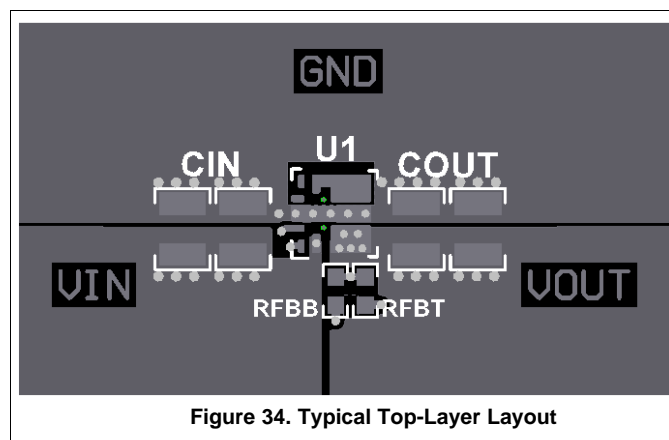 GND
U1
CIN
COUT
VIN
VOUT
RFBB
RFBT
Figure 34. Typical Top-Layer Layout